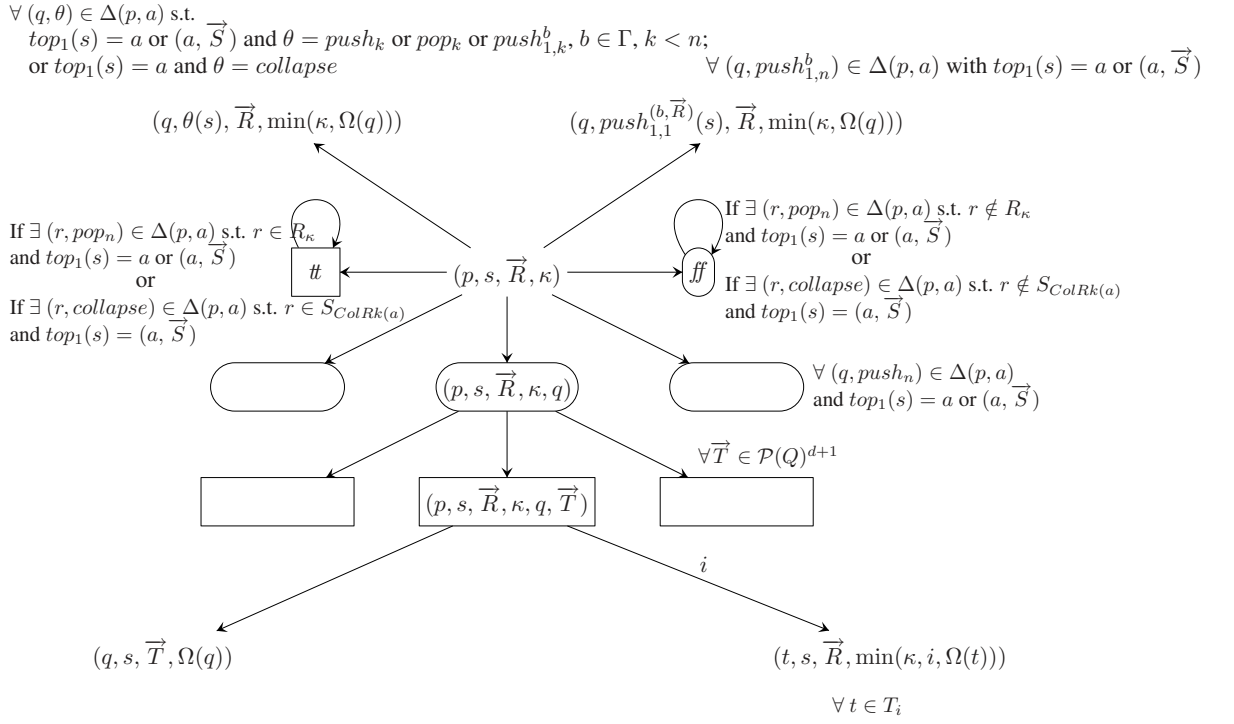 ∀ (q, θ) ∈ Δ(p, a) s.t.
top₁(s) = a or (a, S⃗) and θ = push_k or pop_k or push^b_{1,k}, b ∈ Γ, k < n;
or top₁(s) = a and θ = collapse
∀ (q, push^b_{1,n}) ∈ Δ(p, a) with top₁(s) = a or (a, S⃗)
(q, θ(s), R⃗, min(κ, Ω(q)))
(q, push^{(b,R⃗)}_{1,1}(s), R⃗, min(κ, Ω(q)))
If ∃ (r, pop_n) ∈ Δ(p, a) s.t. r ∈ R_κ
and top₁(s) = a or (a, S⃗)
or
If ∃ (r, collapse) ∈ Δ(p, a) s.t. r ∈ S_{ColRk(a)}
and top₁(s) = (a, S⃗)
tt
(p, s, R⃗, κ)
ff
If ∃ (r, pop_n) ∈ Δ(p, a) s.t. r ∉ R_κ
and top₁(s) = a or (a, S⃗)
or
If ∃ (r, collapse) ∈ Δ(p, a) s.t. r ∉ S_{ColRk(a)}
and top₁(s) = (a, S⃗)
(p, s, R⃗, κ, q)
∀ (q, push_n) ∈ Δ(p, a)
and top₁(s) = a or (a, S⃗)
∀T⃗ ∈ P(Q)^{d+1}
(p, s, R⃗, κ, q, T⃗)
i
(q, s, T⃗, Ω(q))
(t, s, R⃗, min(κ, i, Ω(t)))
∀ t ∈ T_i